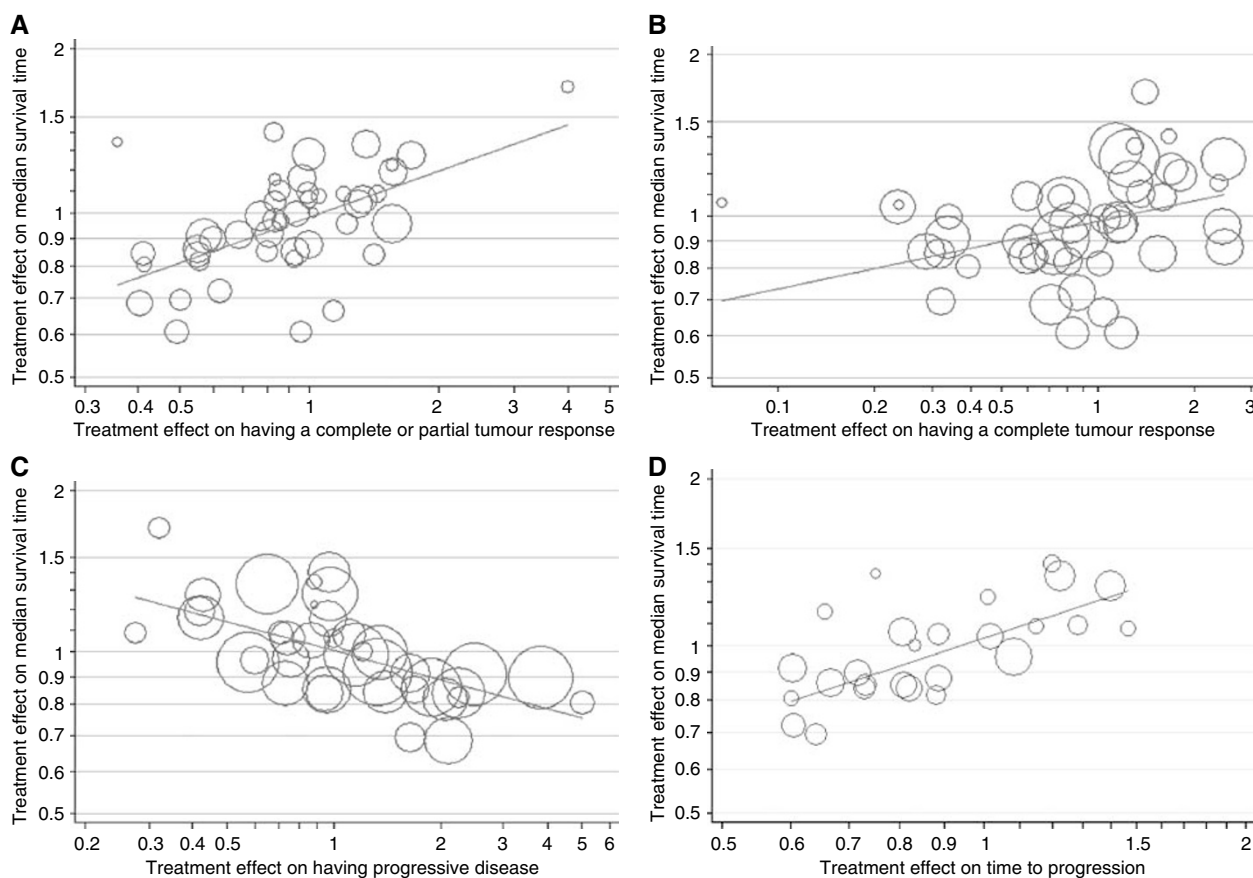 A
Treatment effect on median survival time
2
1.5
1
0.9
0.8
0.7
0.6
0.5
0.3 0.4 0.5 1 2 3 4 5
Treatment effect on having a complete or partial tumour response
B
Treatment effect on median survival time
2
1.5
1
0.9
0.8
0.7
0.6
0.5
0.1 0.2 0.3 0.4 0.5 1 2 3
Treatment effect on having a complete tumour response
C
Treatment effect on median survival time
2
1.5
1
0.9
0.8
0.7
0.6
0.5
0.2 0.3 0.4 0.5 1 2 3 4 5 6
Treatment effect on having progressive disease
D
Treatment effect on median survival time
2
1.5
1
0.9
0.8
0.7
0.6
0.5
0.5 0.6 0.7 0.8 0.9 1 1.5 2
Treatment effect on time to progression